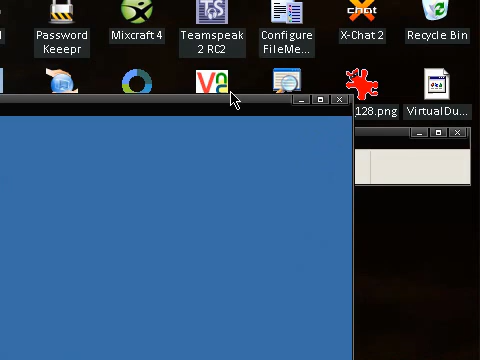 Password
Keeepr
Mixcraft 4
Teamspeak
2 RC2
Configure
FileMe...
X-Chat 2
Recycle Bin
128.png
VirtualDu...